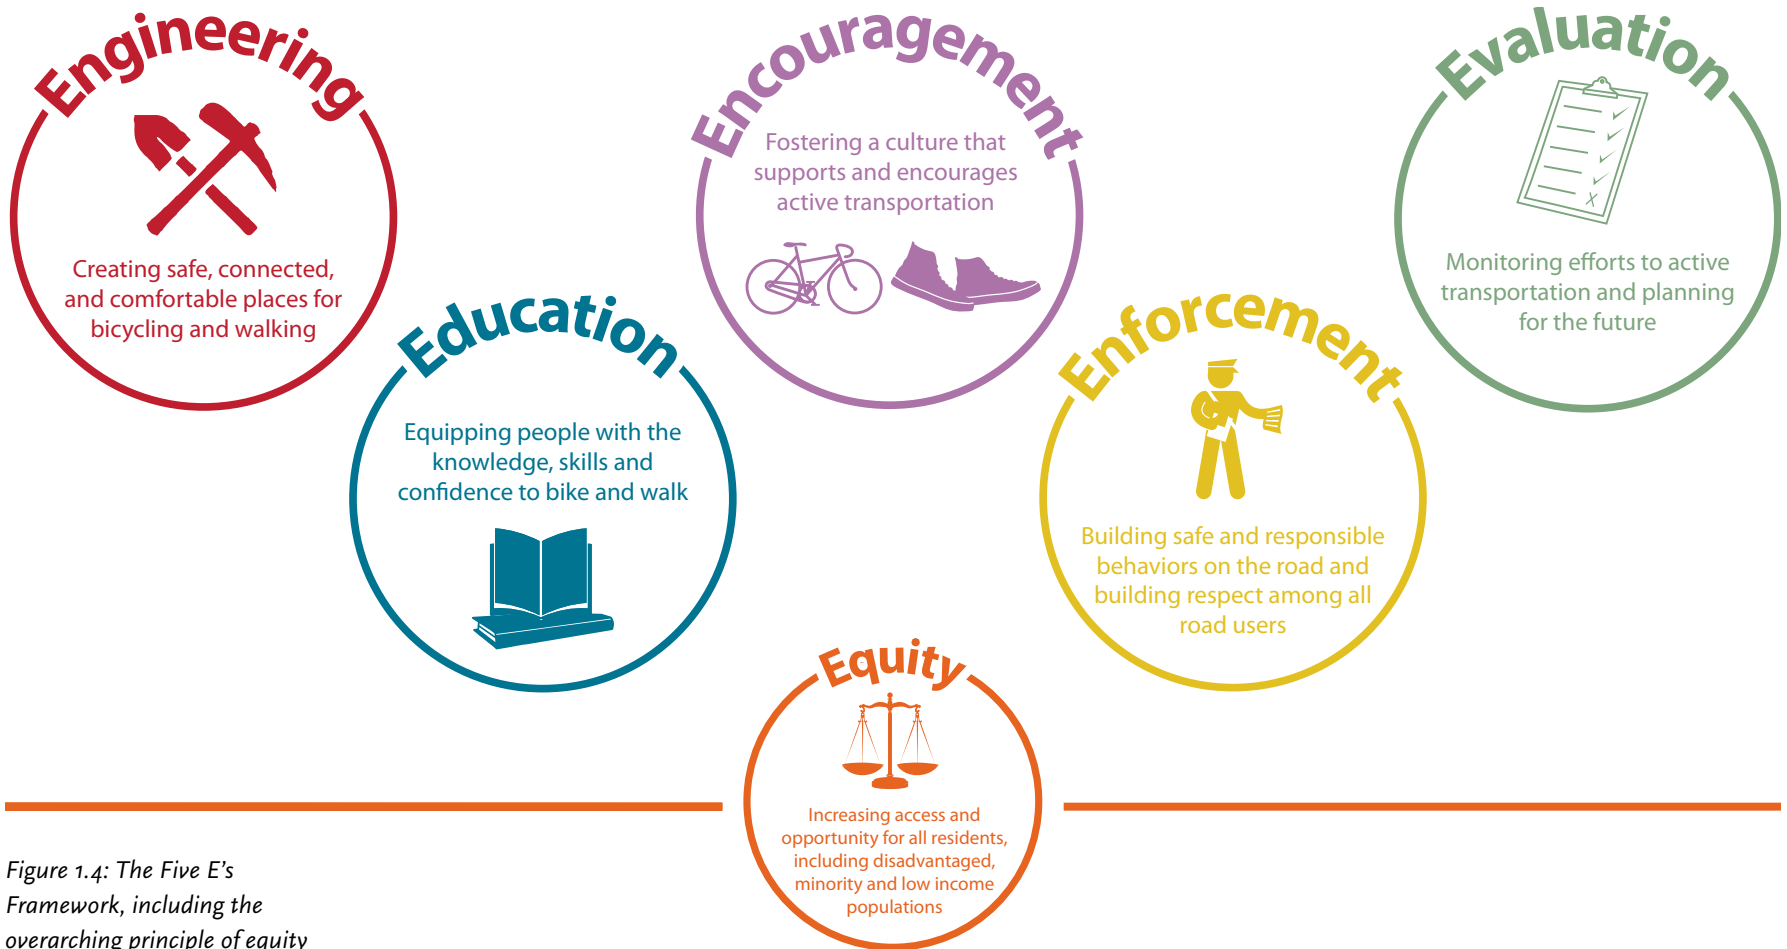 Engineering
Creating safe, connected,
and comfortable places for
bicycling and walking
Education
Equipping people with the
knowledge, skills and
confidence to bike and walk
Encouragement
Fostering a culture that
supports and encourages
active transportation
Enforcement
Building safe and responsible
behaviors on the road and
building respect among all
road users
Evaluation
X
Monitoring efforts to active
transportation and planning
for the future
Equity
Increasing access and
opportunity for all residents,
including disadvantaged,
minority and low income
populations
Figure 1.4: The Five E's
Framework, including the
overarching principle of equity